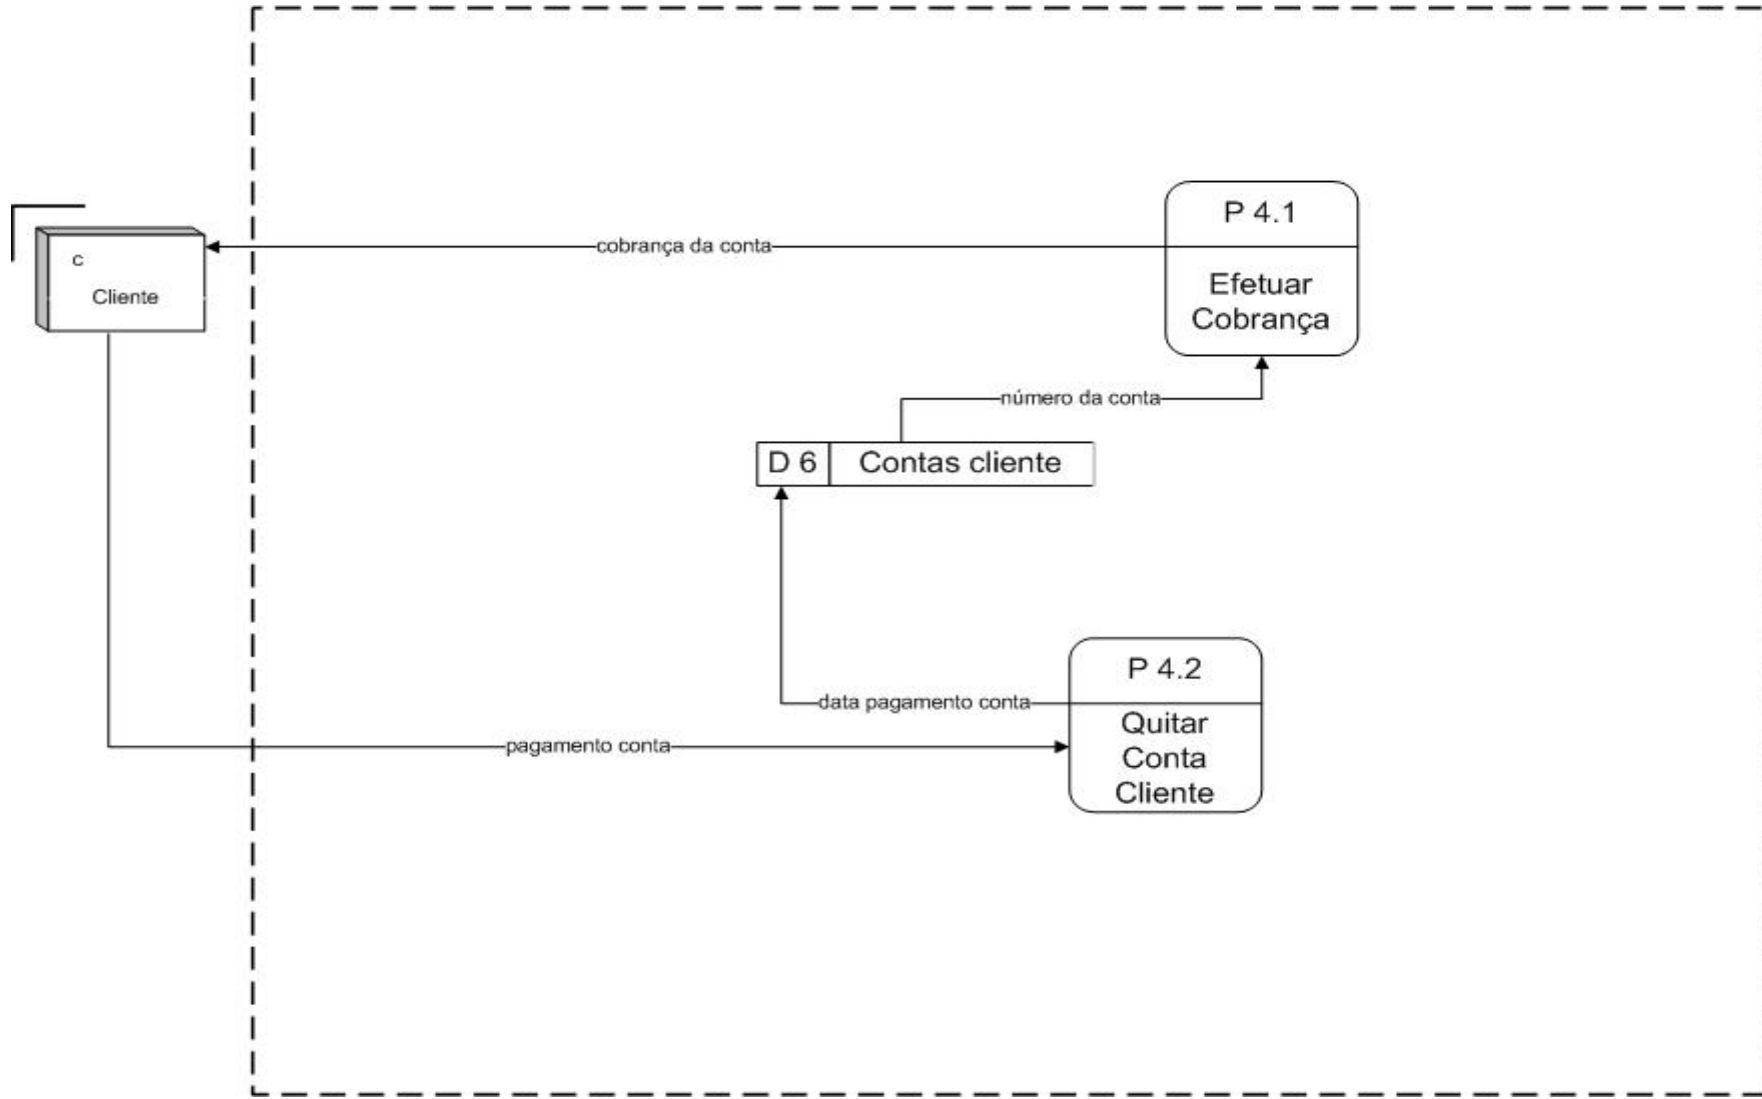 P 4.1
cobrança da conta
c
Cliente
Efetuar
Cobrança
número da conta
D 6
Contas cliente
P 4.2
data pagamento conta
Quitar
Conta
Cliente
pagamento conta